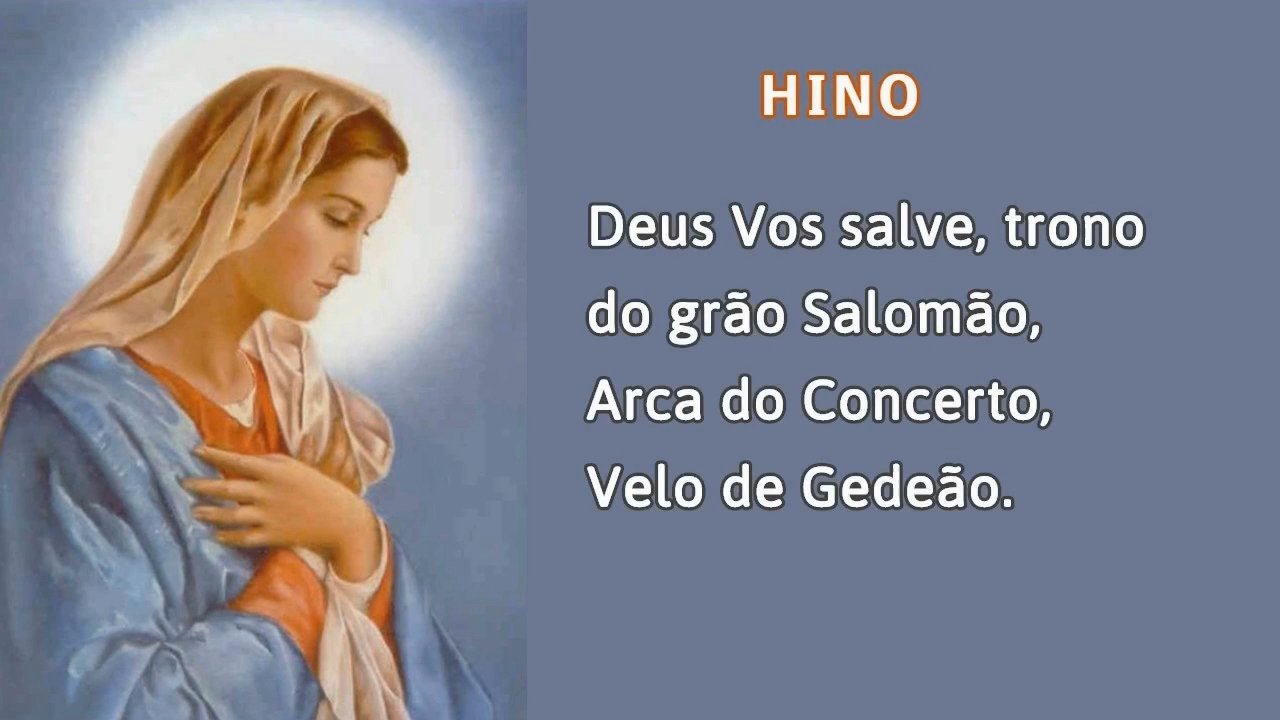 HINO
Deus Vos salve, trono
do grão Salomão,
Arca do Concerto,
Velo de Gedeão.